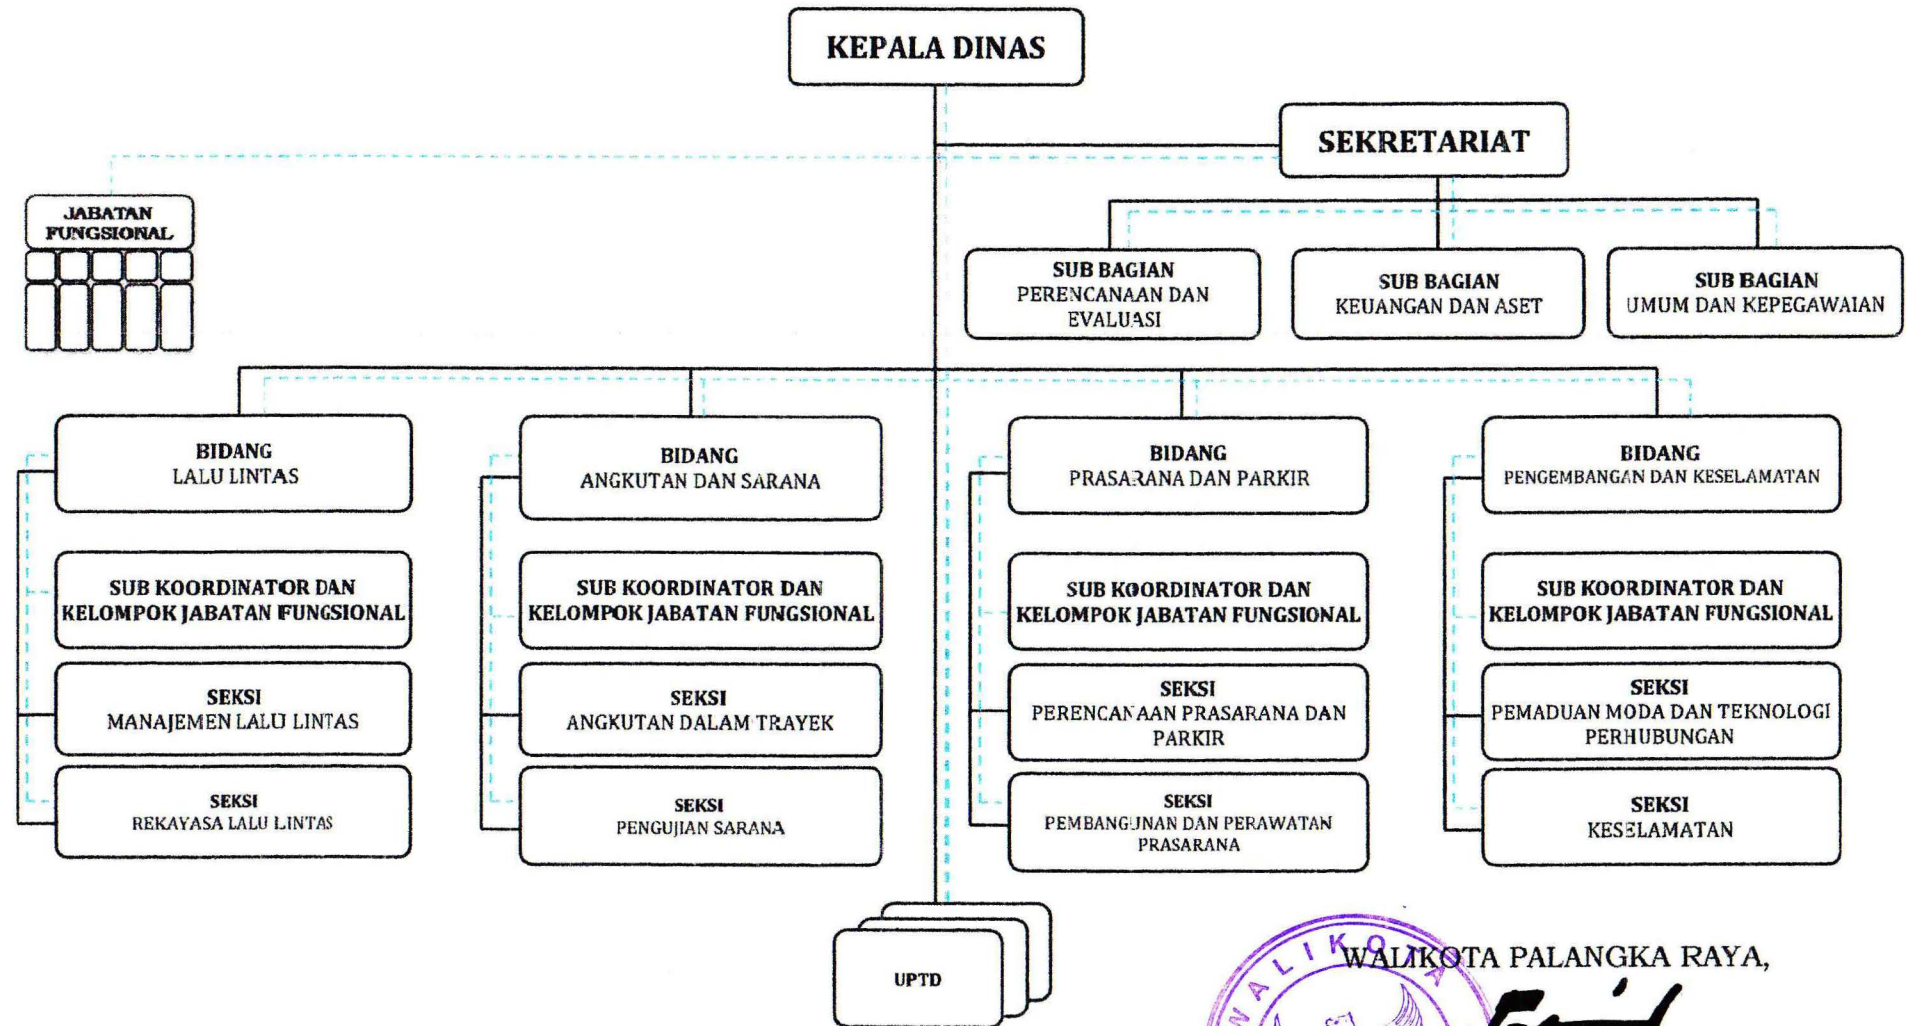 KEPALA DINAS
SEKRETARIAT
JABATAN
FUNGSIONAL
SUB BAGIAN
PERENCANAAN DAN
EVALUASI
SUB BAGIAN
KEUANGAN DAN ASET
SUB BAGIAN
UMUM DAN KEPEGAWAIAN
BIDANG
LALU LINTAS
BIDANG
ANGKUTAN DAN SARANA
BIDANG
PRASARANA DAN PARKIR
BIDANG
PENGEMBANGAN DAN KESELAMATAN
SUB KOORDINATOR DAN
KELOMPOK JABATAN FUNGSIONAL
SUB KOORDINATOR DAN
KELOMPOK JABATAN FUNGSIONAL
SUB KOORDINATOR DAN
KELOMPOK JABATAN FUNGSIONAL
SUB KOORDINATOR DAN
KELOMPOK JABATAN FUNGSIONAL
SEKSI
MANAJEMEN LALU LINTAS
SEKSI
ANGKUTAN DALAM TRAYEK
SEKSI
PERENCANAAN PRASARANA DAN
PARKIR
SEKSI
PEMADUAN MODA DAN TEKNOLOGI
PERHUBUNGAN
SEKSI
REKAYASA LALU LINTAS
SEKSI
PENGUJIAN SARANA
SEKSI
PEMBANGUNAN DAN PERAWATAN
PRASARANA
SEKSI
KESELAMATAN
UPTD
WALIKOTA PALANGKA RAYA,
WALIKOTA